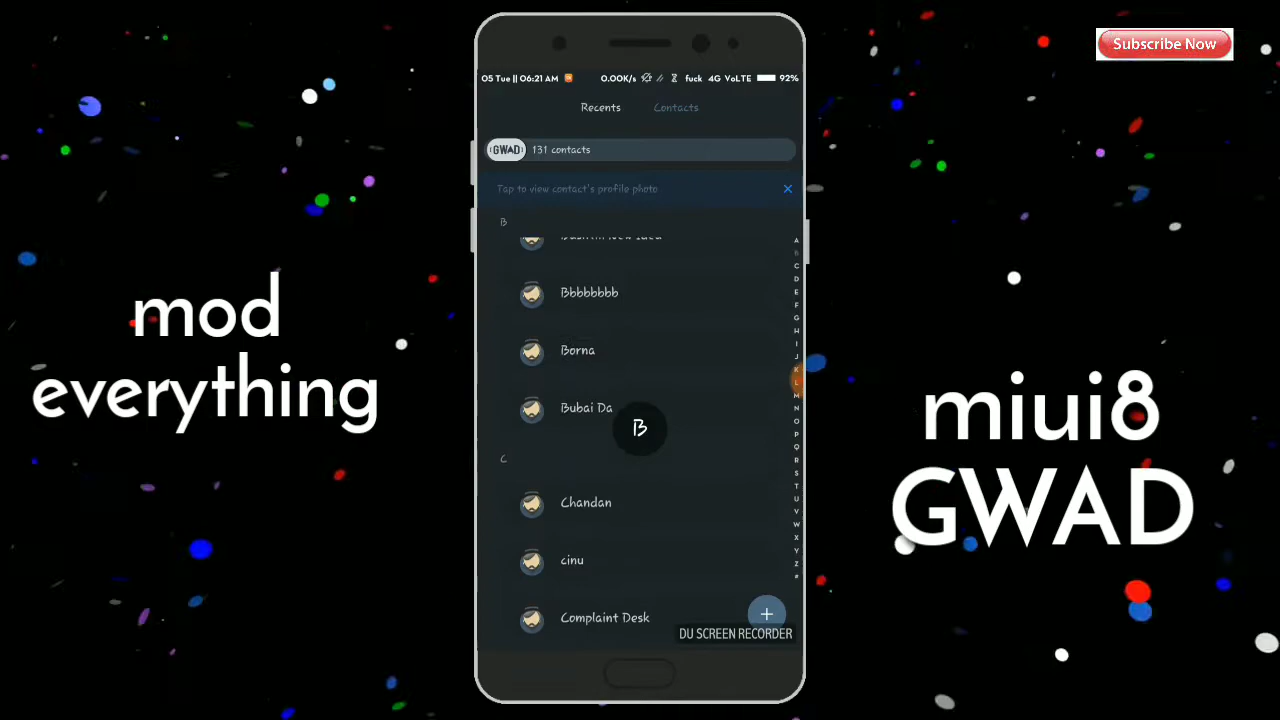 Subscribe Now
05 Tue || 06:21 AM 0.00K/s fuck 4G VoLTE 92%
Recents Contacts
GWAD 131 contacts
Tap to view contact's profile photo
B
Bbbbbbbb
Borna
Bubai Da
B
C
Chandan
cinu
Complaint Desk
+
DU SCREEN RECORDER
A
B
C
D
E
F
G
H
I
J
K
L
M
N
O
P
Q
R
S
T
U
V
W
X
Y
Z
#
mod
everything
miui8
GWAD